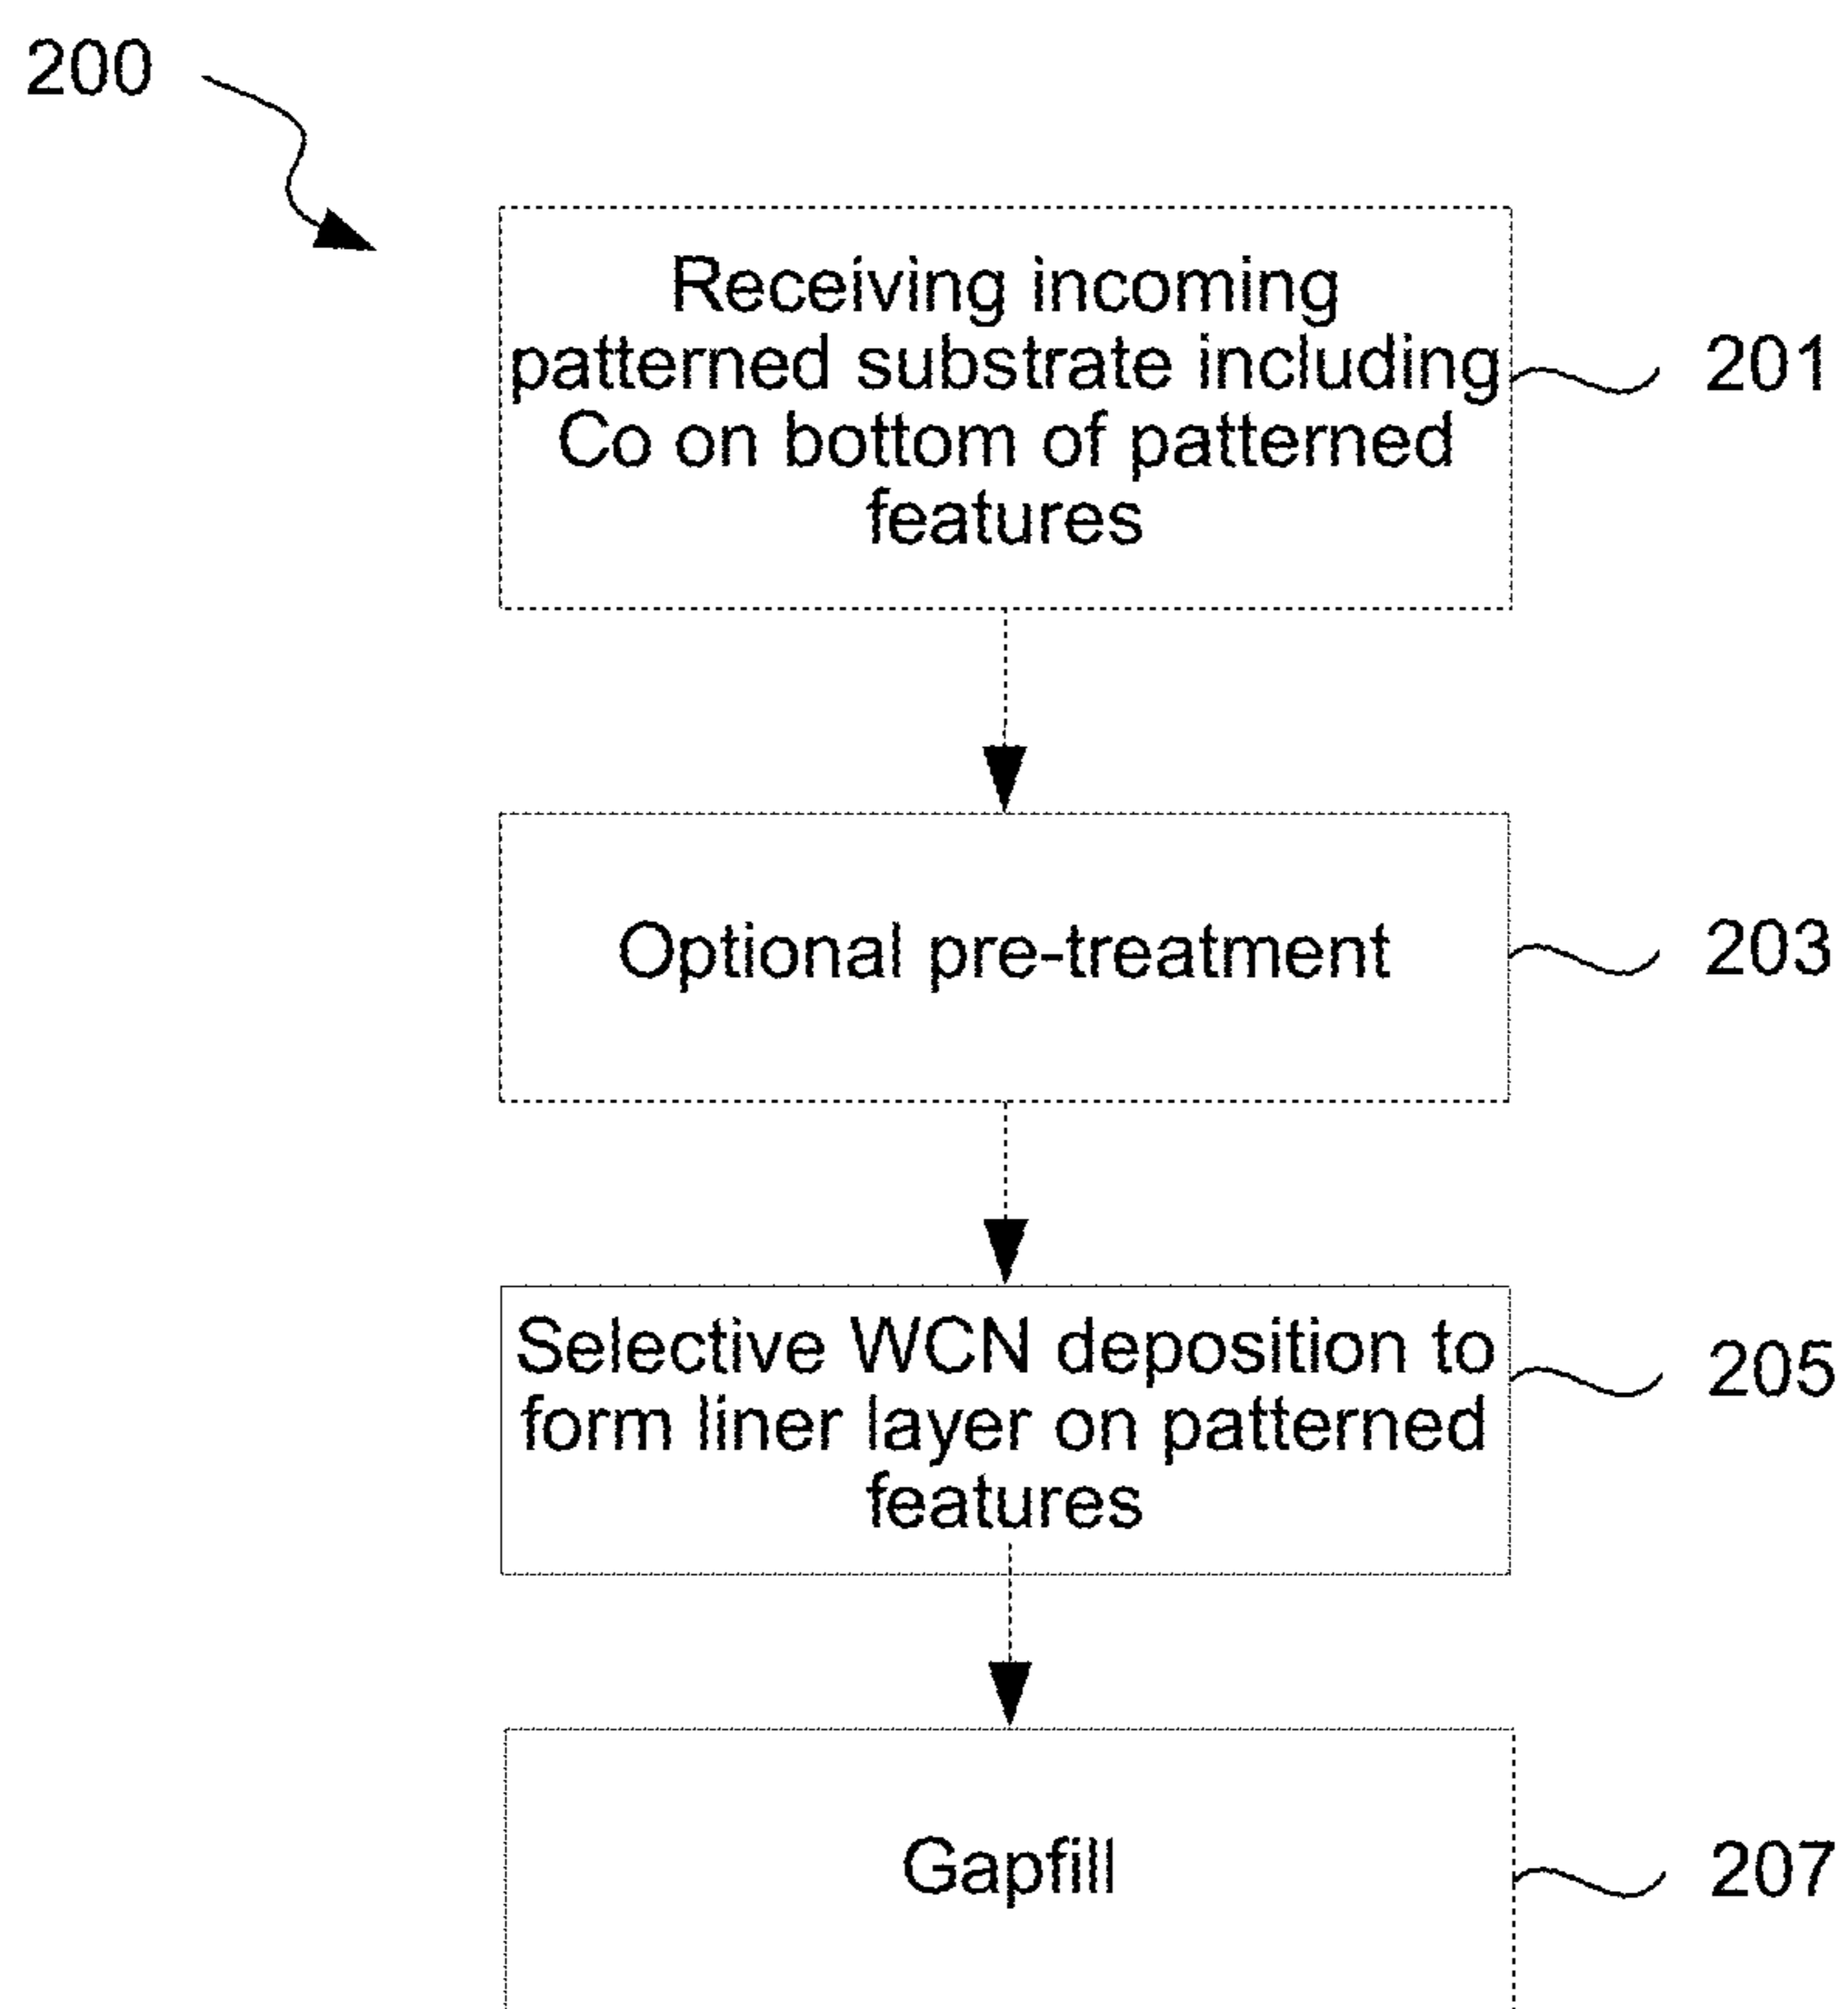 200
Receiving incoming
patterned substrate including
Co on bottom of patterned
features
201
Optional pre-treatment
203
Selective WCN deposition to
form liner layer on patterned
features
205
Gapfill
207